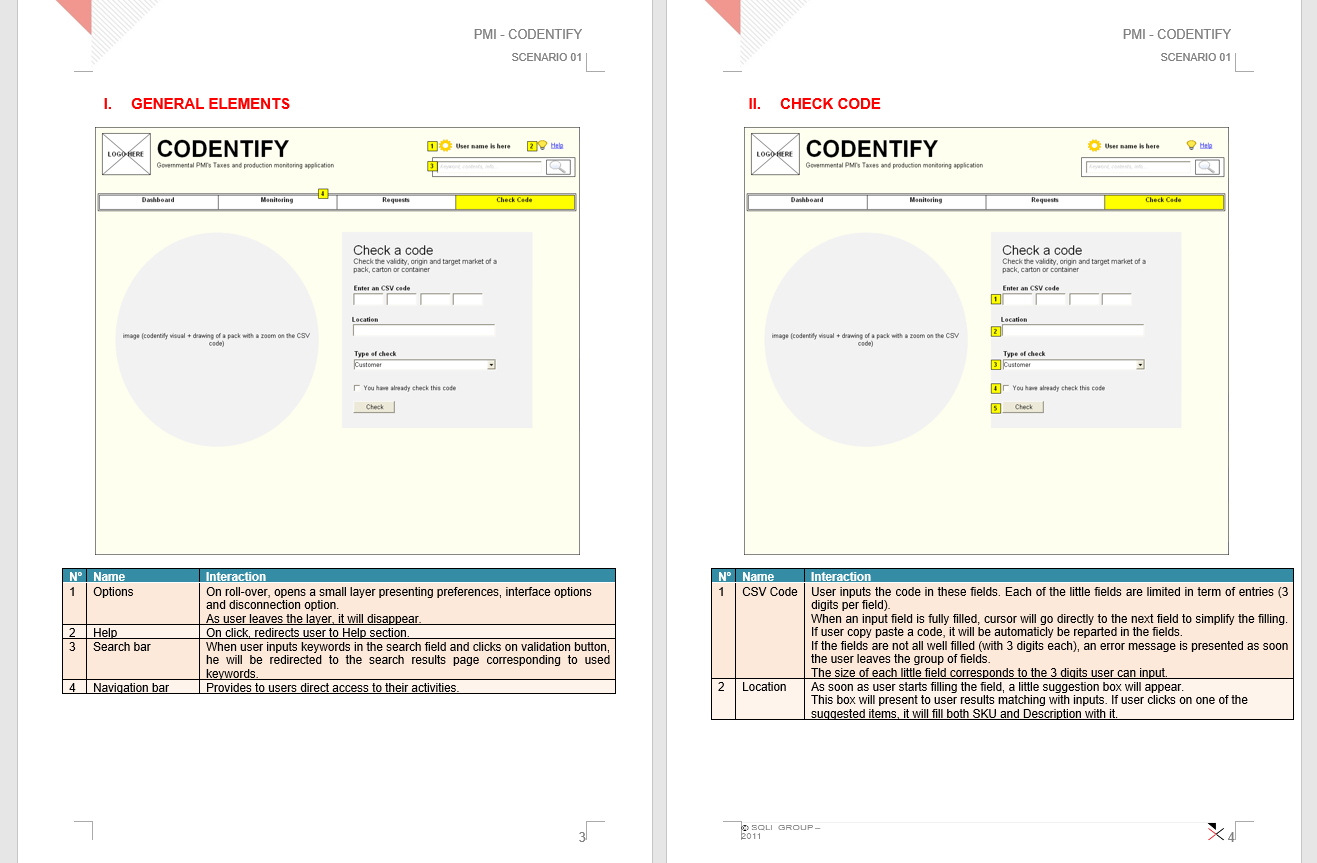 PMI - CODENTIFY
SCENARIO 01
I. GENERAL ELEMENTS
LOGO HERE
CODENTIFY
Governmental PMI's Taxes and production monitoring application
1 User name is here
2 Help
3 Keyword, contents, info...
4
Dashboard Monitoring Requests Check Code
image (codentify visual + drawing of a pack with a zoom on the CSV
code)
Check a code
Check the validity, origin and target market of a
pack, carton or container
Enter an CSV code
Location
Type of check
Customer
You have already check this code
Check
N° Name Interaction
1 Options On roll-over, opens a small layer presenting preferences, interface options
and disconnection option.
As user leaves the layer, it will disappear.
2 Help On click, redirects user to Help section.
3 Search bar When user inputs keywords in the search field and clicks on validation button,
he will be redirected to the search results page corresponding to used
keywords.
4 Navigation bar Provides to users direct access to their activities.
3
PMI - CODENTIFY
SCENARIO 01
II. CHECK CODE
LOGO HERE
CODENTIFY
Governmental PMI's Taxes and production monitoring application
User name is here
Help
Keyword, contents, info...
Dashboard Monitoring Requests Check Code
image (codentify visual + drawing of a pack with a zoom on the CSV
code)
Check a code
Check the validity, origin and target market of a
pack, carton or container
Enter an CSV code
1
Location
2
Type of check
3 Customer
4 You have already check this code
5 Check
N° Name Interaction
1 CSV Code User inputs the code in these fields. Each of the little fields are limited in term of entries (3
digits per field).
When an input field is fully filled, cursor will go directly to the next field to simplify the filling.
If user copy paste a code, it will be automaticly be reparted in the fields.
If the fields are not all well filled (with 3 digits each), an error message is presented as soon
the user leaves the group of fields.
The size of each little field corresponds to the 3 digits user can input.
2 Location As soon as user starts filling the field, a little suggestion box will appear.
This box will present to user results matching with inputs. If user clicks on one of the
suggested items, it will fill both SKU and Description with it.
© SQLI GROUP –
2011
4